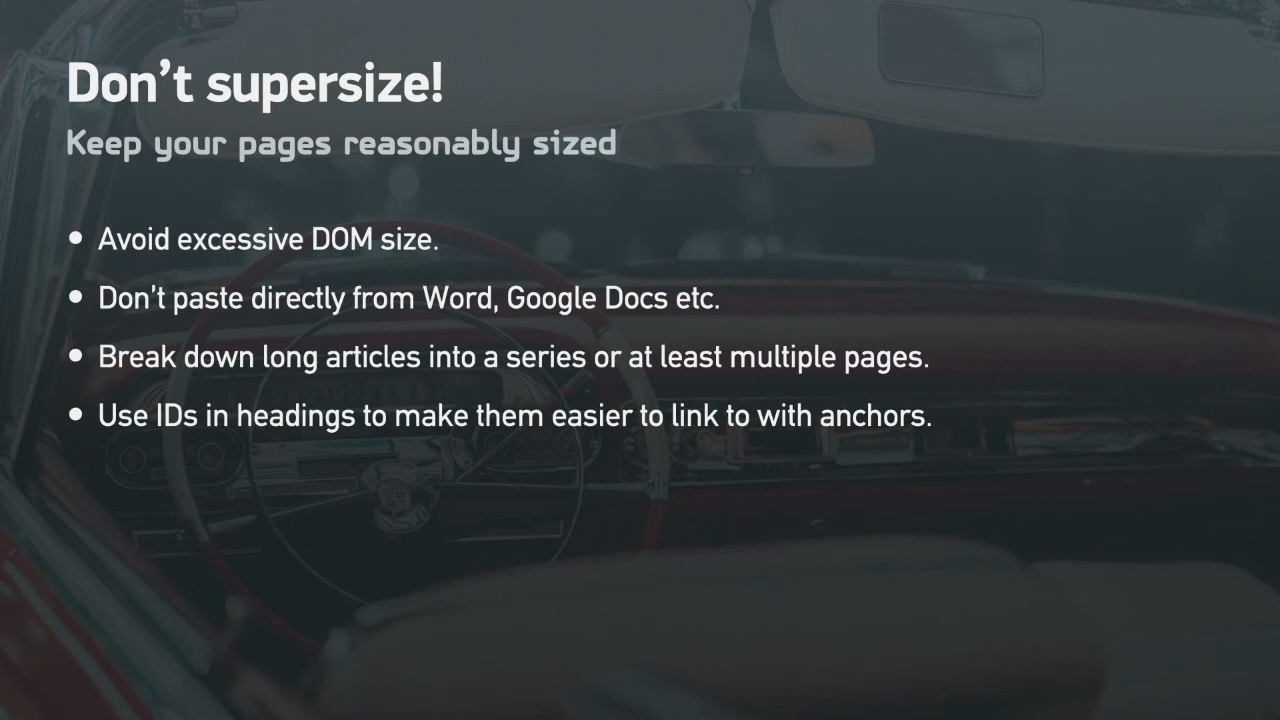 Don’t supersize!
Keep your pages reasonably sized
• Avoid excessive DOM size.
• Don’t paste directly from Word, Google Docs etc.
• Break down long articles into a series or at least multiple pages.
• Use IDs in headings to make them easier to link to with anchors.